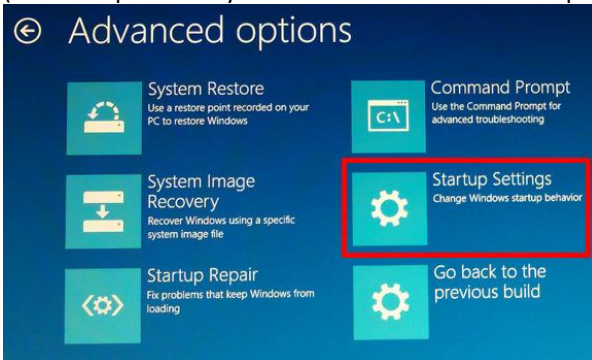 Advanced options
System Restore
Use a restore point recorded on your
PC to restore Windows
System Image
Recovery
Recover Windows using a specific
system image file
Startup Repair
Fix problems that keep Windows from
loading
Command Prompt
Use the Command Prompt for
advanced troubleshooting
C:\
Startup Settings
Change Windows startup behavior
Go back to the
previous build